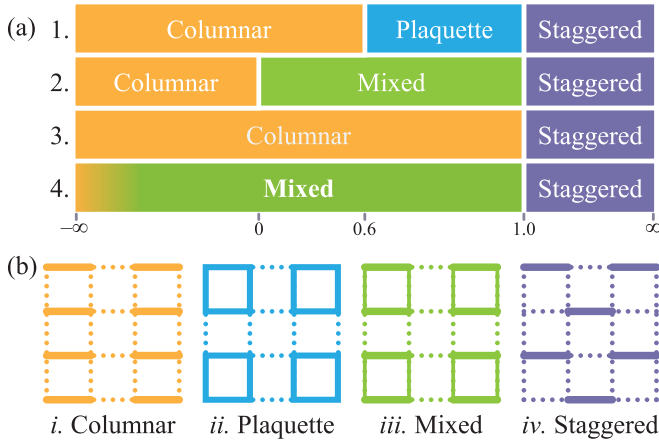 (a)
1. Columnar Plaquette Staggered
2. Columnar Mixed Staggered
3. Columnar Staggered
4. Mixed Staggered
−∞ 0 0.6 1.0 ∞
(b)
i. Columnar ii. Plaquette iii. Mixed iv. Staggered